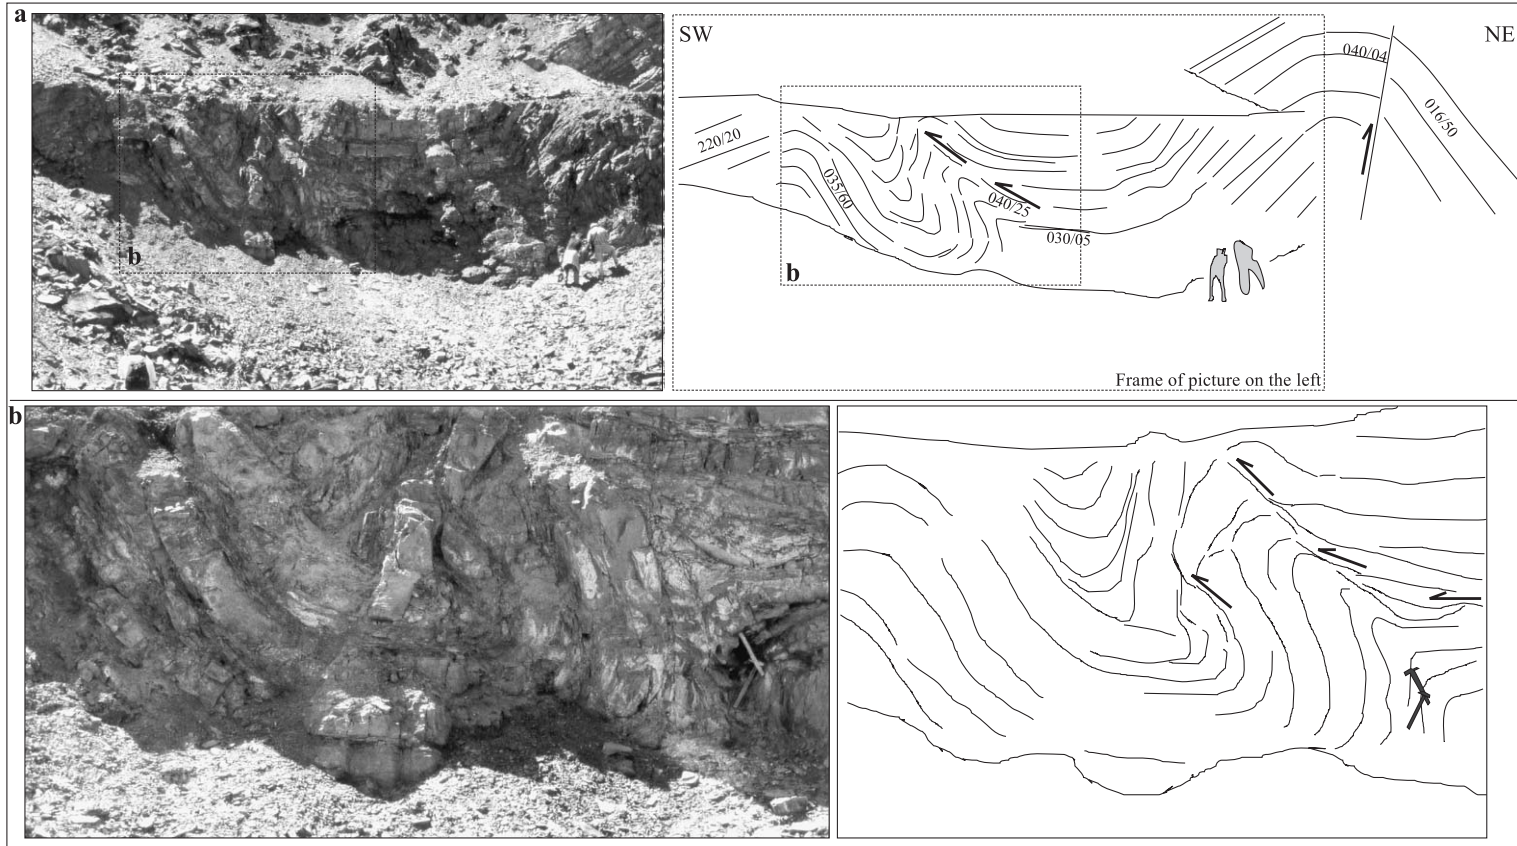 a
SW
NE
040/04
016/50
220/20
035/60
040/25
030/05
b
b
Frame of picture on the left
b